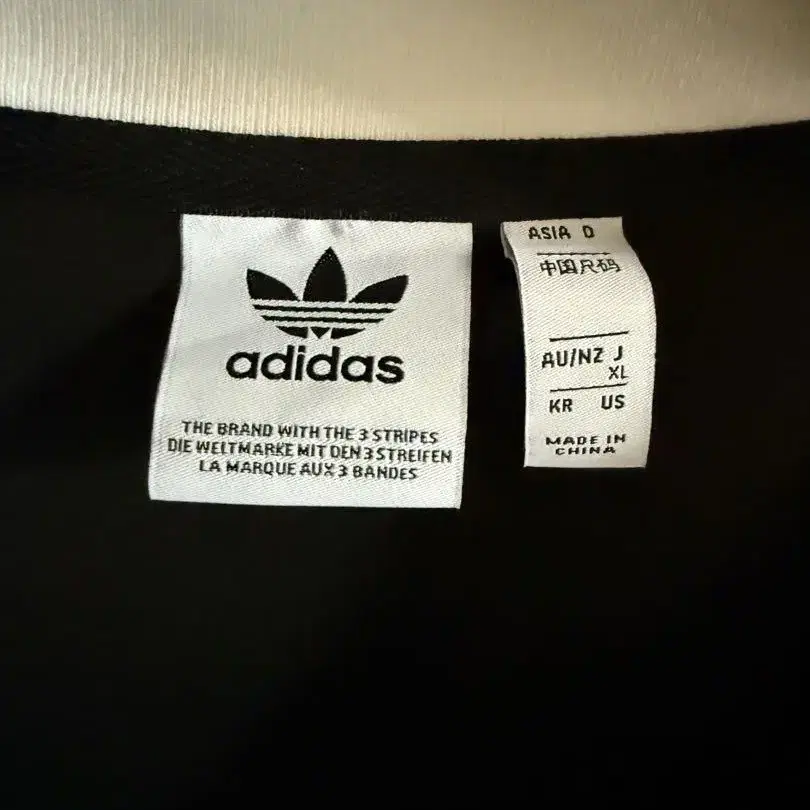 adidas
THE BRAND WITH THE 3 STRIPES
DIE WELTMARKE MIT DEN 3 STREIFEN
LA MARQUE AUX 3 BANDES
ASIA D
中国尺码
AU/NZ J
XL
KR US
MADE IN
CHINA